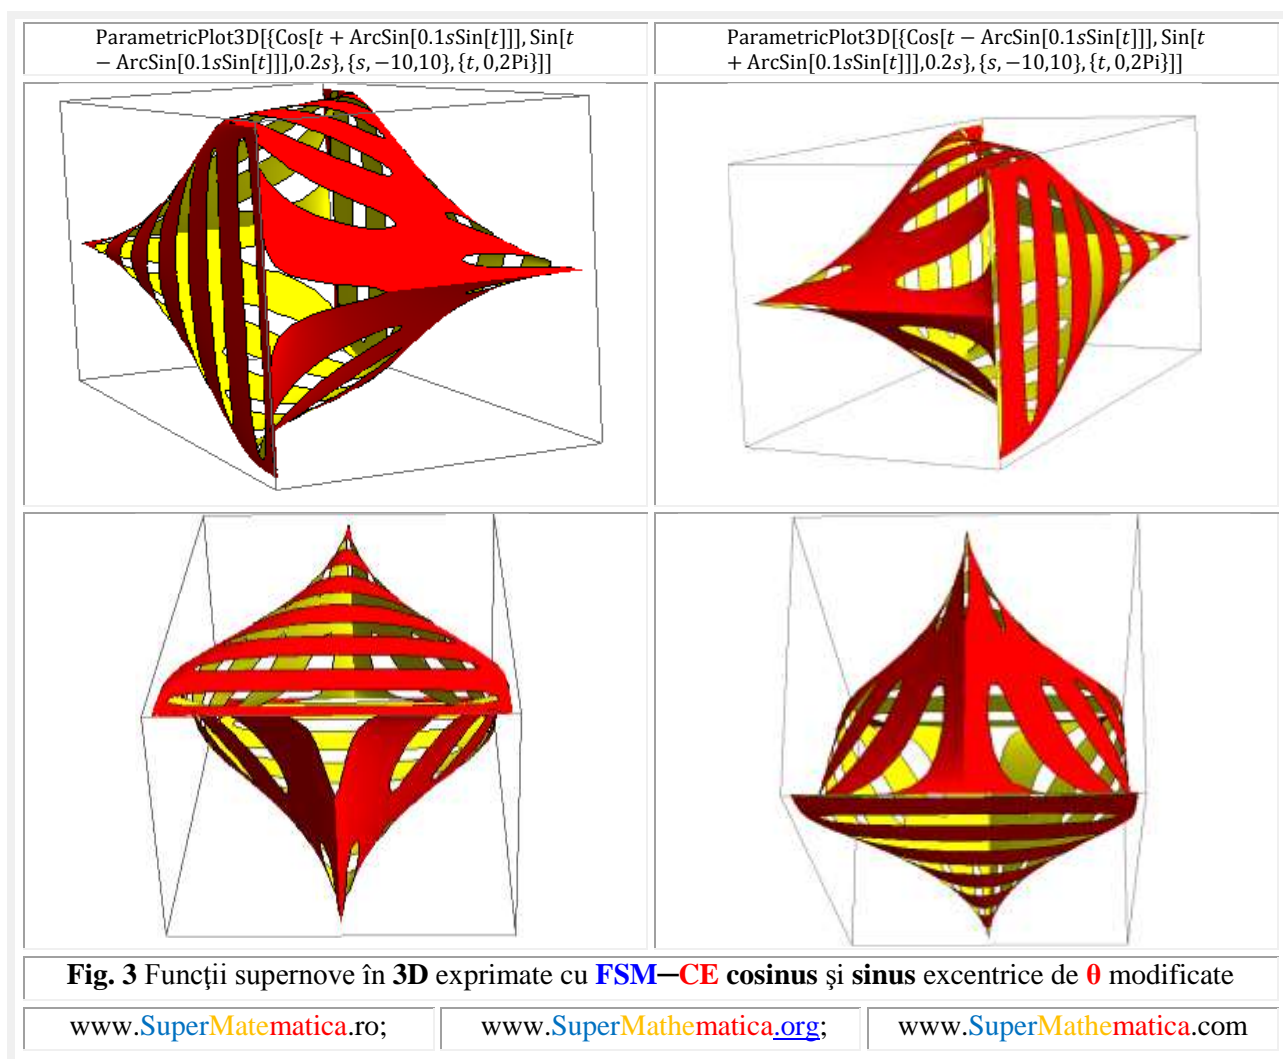 ParametricPlot3D[{Cos[t + ArcSin[0.1sSin[t]]], Sin[t
− ArcSin[0.1sSin[t]]],0.2s}, {s, −10,10}, {t, 0,2Pi}]]
ParametricPlot3D[{Cos[t − ArcSin[0.1sSin[t]]], Sin[t
+ ArcSin[0.1sSin[t]]],0.2s}, {s, −10,10}, {t, 0,2Pi}]]
Fig. 3 Funcţii supernove în 3D exprimate cu FSM─CE cosinus şi sinus excentrice de θ modificate
www.SuperMatematica.ro;
www.SuperMathematica.org;
www.SuperMathematica.com